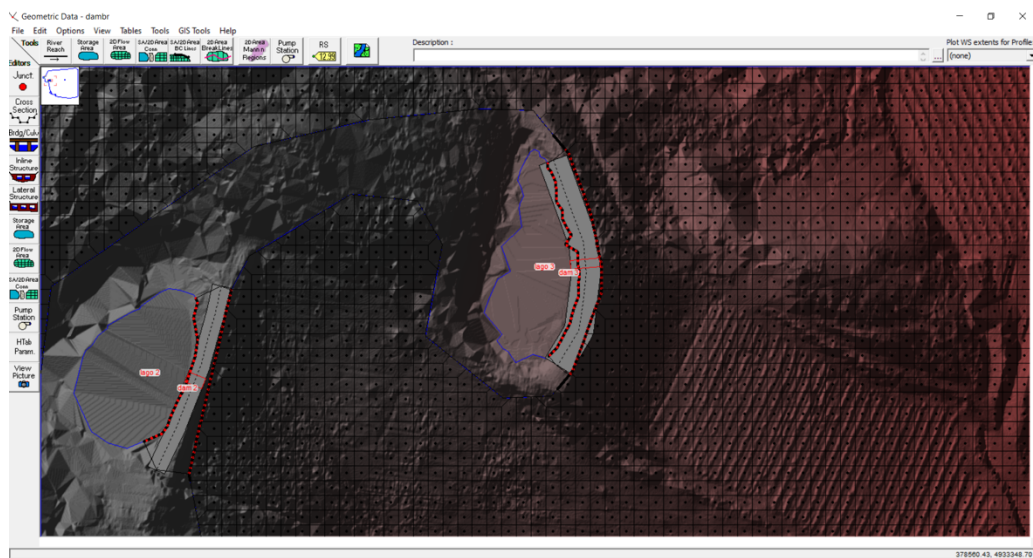 Geometric Data - dambr
File Edit Options View Tables Tools GIS Tools Help
Tools
River Reach
Storage Area
2D Flow Area
SA/2D Area Conn
SA/2D Area BC Lines
2D Area BreakLines
2D Area Mann n Regions
Pump Station
RS
Description :
...
Plot WS extents for Profile:
(none)
Editors
Junct.
Cross Section
Brdg/Culv
Inline Structure
Lateral Structure
Storage Area
2D Flow Area
SA/2D Area Conn
Pump Station
HTab Param.
View Picture
lago 3
dam 3
lago 2
dam 2
378560.43, 4933348.70